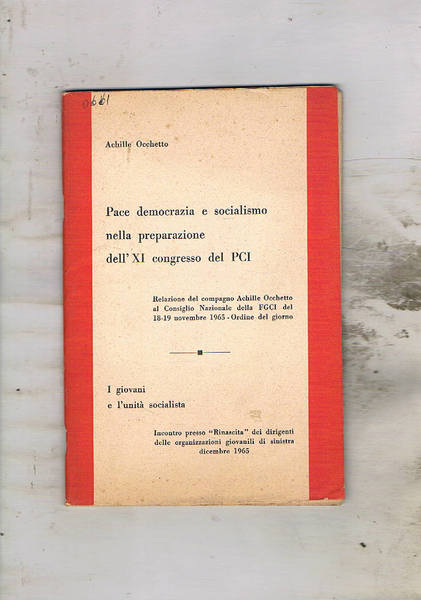 Achille Occhetto
Pace democrazia e socialismo
nella preparazione
dell'XI congresso del PCI
Relazione del compagno Achille Occhetto
al Consiglio Nazionale della FGCI del
18-19 novembre 1965 - Ordine del giorno
I giovani
e l'unità socialista
Incontro presso "Rinascita" dei dirigenti
delle organizzazioni giovanili di sinistra
dicembre 1965